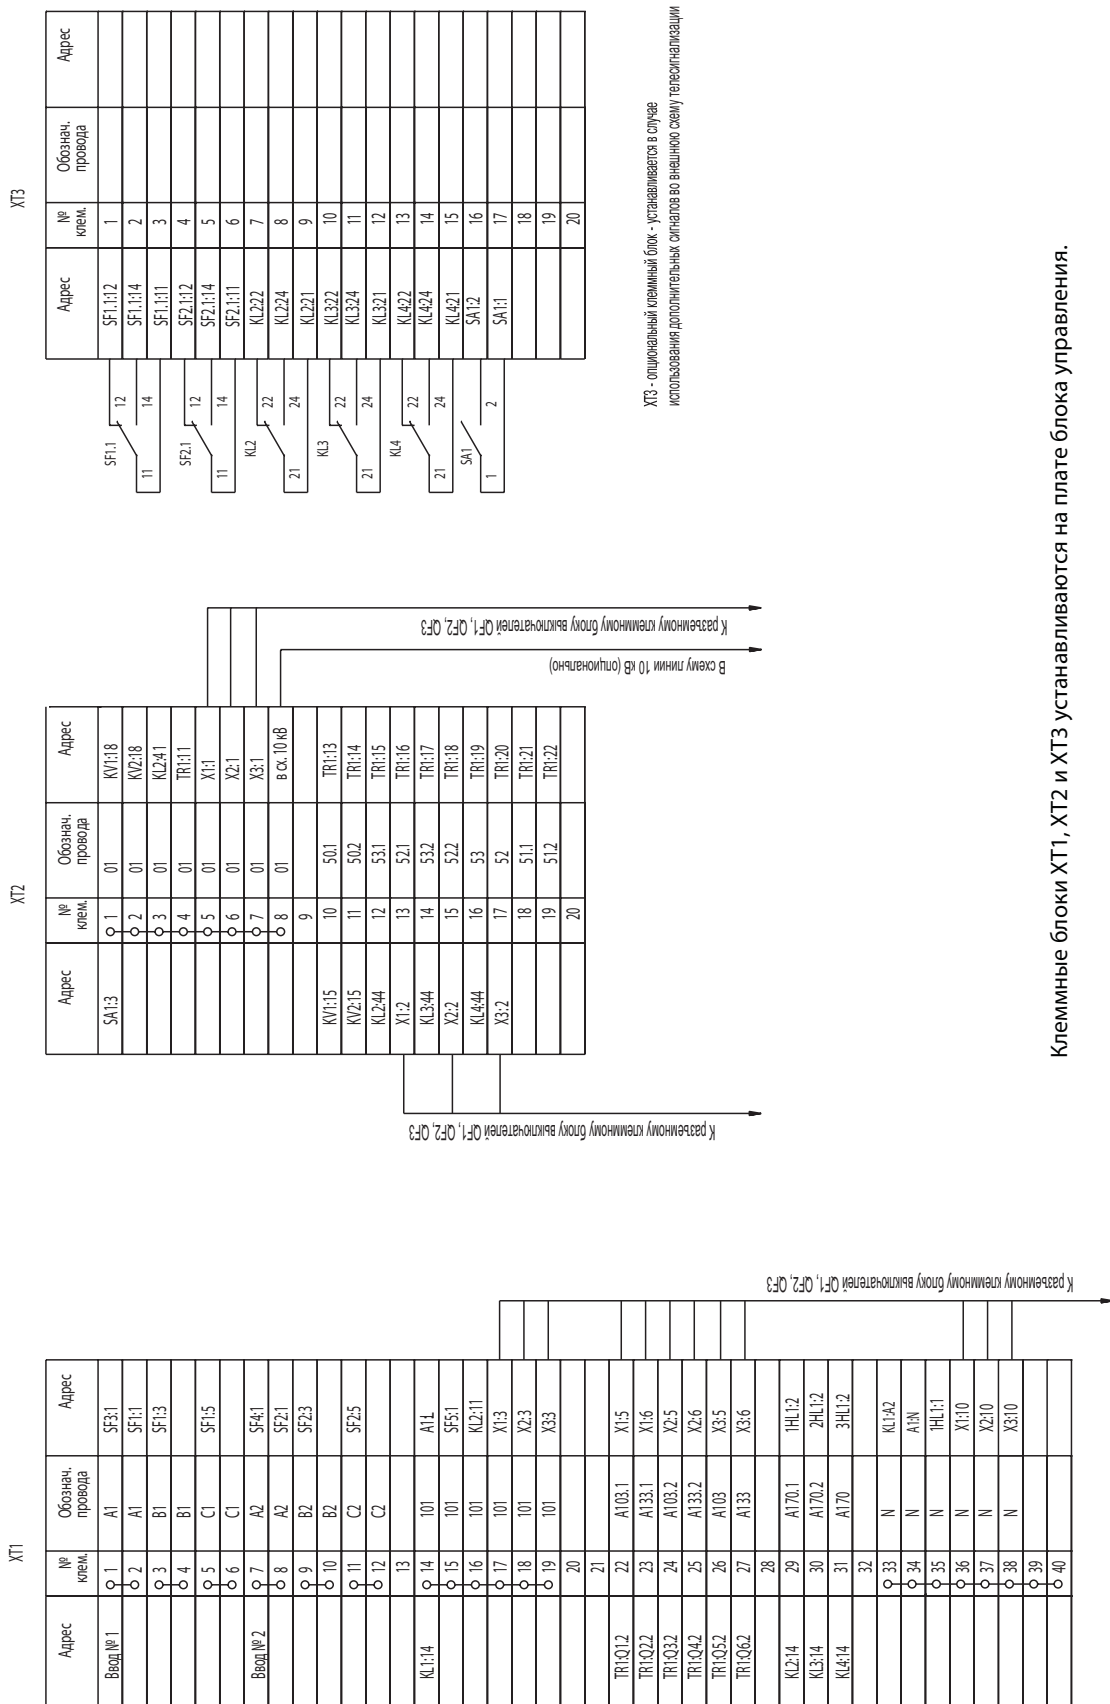 XT1
Адрес № клем. Обознач. провода Адрес
Ввод № 1 1 A1 SF3:1
2 A1 SF1:1
3 B1 SF1:3
4 B1
5 C1 SF1:5
6 C1
Ввод № 2 7 A2 SF4:1
8 A2 SF2:1
9 B2 SF2:3
10 B2
11 C2 SF2:5
12 C2
13
KL1:14 14 101 A1:L
15 101 SF5:1
16 101 KL2:11
17 101 X1:3
18 101 X2:3
19 101 X3:3
20
21
TR1:Q1.2 22 A103.1 X1:5
TR1:Q2.2 23 A133.1 X1:6
TR1:Q3.2 24 A103.2 X2:5
TR1:Q4.2 25 A133.2 X2:6
TR1:Q5.2 26 A103 X3:5
TR1:Q6.2 27 A133 X3:6
28
KL2:14 29 A170.1 1HL1:2
KL3:14 30 A170.2 2HL1:2
KL4:14 31 A170 3HL1:2
32
33 N KL1:A2
34 N A1:N
35 N 1HL1:1
36 N X1:10
37 N X2:10
38 N X3:10
39
40
К разъемному клеммному блоку выключателей QF1, QF2, QF3
XT2
Адрес № клем. Обознач. провода Адрес
SA1:3 1 01 KV1:18
2 01 KV2:18
3 01 KL2:41
4 01 TR1:11
5 01 X1:1
6 01 X2:1
7 01 X3:1
8 01 в сх. 10 кВ
9
KV1:15 10 50.1 TR1:13
KV2:15 11 50.2 TR1:14
KL2:44 12 53.1 TR1:15
X1:2 13 52.1 TR1:16
KL3:44 14 53.2 TR1:17
X2:2 15 52.2 TR1:18
KL4:44 16 53 TR1:19
X3:2 17 52 TR1:20
18 51.1 TR1:21
19 51.2 TR1:22
20
К разъемному клеммному блоку выключателей QF1, QF2, QF3
В схему линии 10 кВ (опционально)
К разъемному клеммному блоку выключателей QF1, QF2, QF3
XT3
Адрес № клем. Обознач. провода Адрес
SF1.1:12 1
SF1.1:14 2
SF1.1:11 3
SF2.1:12 4
SF2.1:14 5
SF2.1:11 6
KL2:22 7
KL2:24 8
KL2:21 9
KL3:22 10
KL3:24 11
KL3:21 12
KL4:22 13
KL4:24 14
KL4:21 15
SA1:2 16
SA1:1 17
18
19
20
SF1.1 11 12 14
SF2.1 11 12 14
KL2 21 22 24
KL3 21 22 24
KL4 21 22 24
SA1 1 2
XT3 - опциональный клеммный блок - устанавливается в случае
использования дополнительных сигналов во внешнюю схему телесигнализации
Клеммные блоки XT1, XT2 и XT3 устанавливаются на плате блока управления.